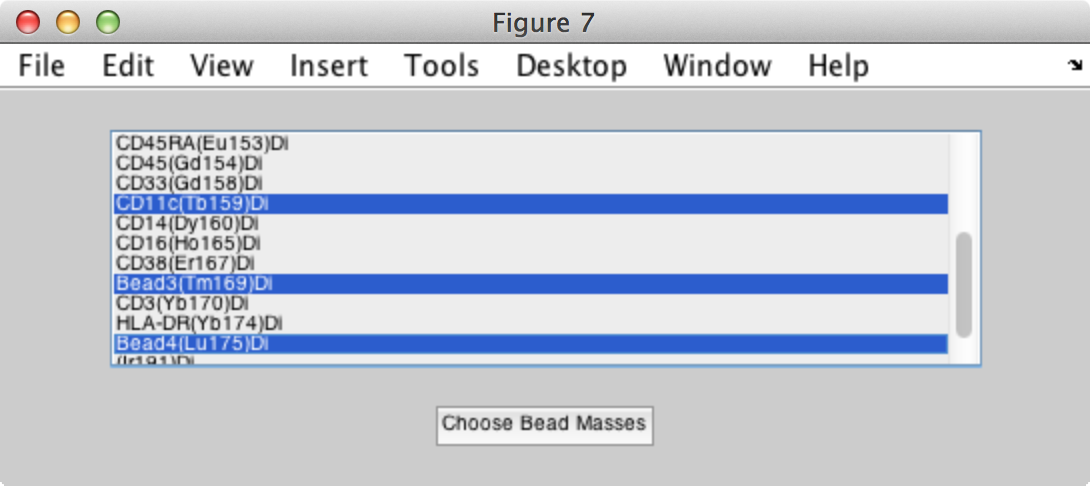 Figure 7
File Edit View Insert Tools Desktop Window Help
CD45RA(Eu153)Di
CD45(Gd154)Di
CD33(Gd158)Di
CD11c(Tb159)Di
CD14(Dy160)Di
CD16(Ho165)Di
CD38(Er167)Di
Bead3(Tm169)Di
CD3(Yb170)Di
HLA-DR(Yb174)Di
Bead4(Lu175)Di
(Ir191)Di
Choose Bead Masses